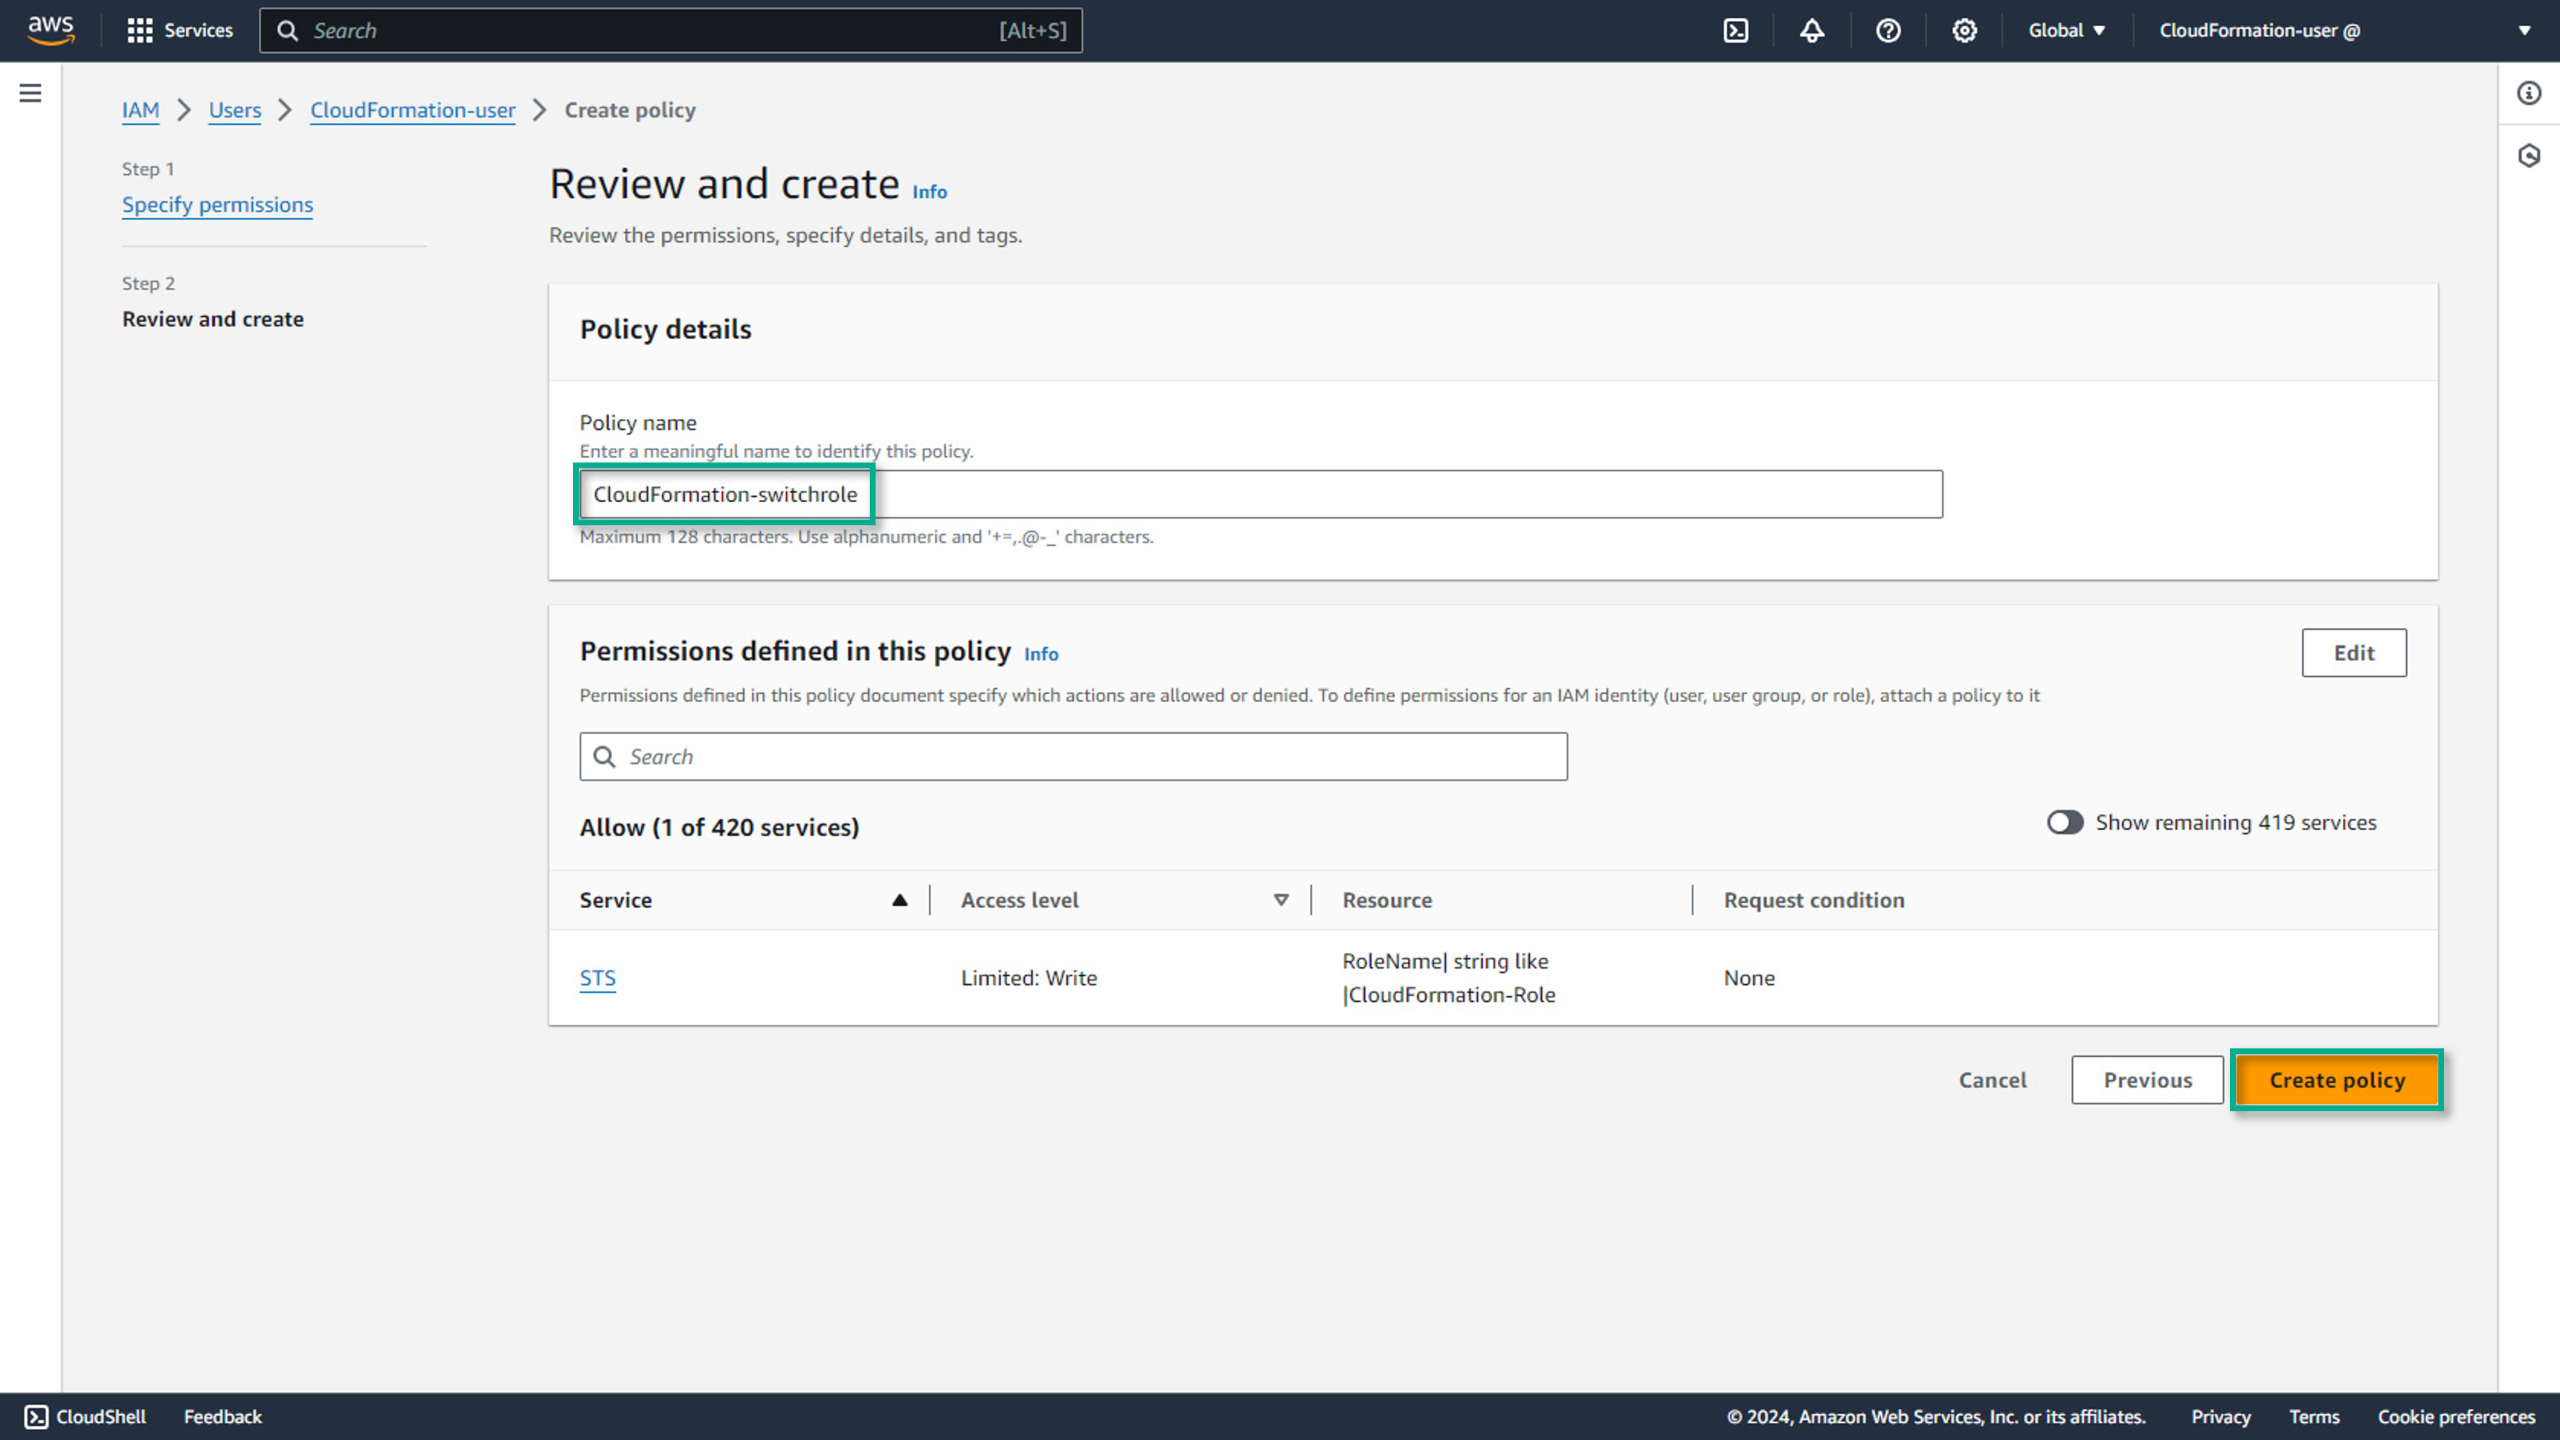 aws
Services
Search
[Alt+S]
Global
CloudFormation-user @
IAM
Users
CloudFormation-user
Create policy
Step 1
Specify permissions
Step 2
Review and create
Review and create Info
Review the permissions, specify details, and tags.
Policy details
Policy name
Enter a meaningful name to identify this policy.
CloudFormation-switchrole
Maximum 128 characters. Use alphanumeric and '+=,.@-_' characters.
Permissions defined in this policy Info
Edit
Permissions defined in this policy document specify which actions are allowed or denied. To define permissions for an IAM identity (user, user group, or role), attach a policy to it
Search
Allow (1 of 420 services)
Show remaining 419 services
Service
Access level
Resource
Request condition
STS
Limited: Write
RoleName| string like
|CloudFormation-Role
None
Cancel
Previous
Create policy
CloudShell
Feedback
© 2024, Amazon Web Services, Inc. or its affiliates.
Privacy
Terms
Cookie preferences